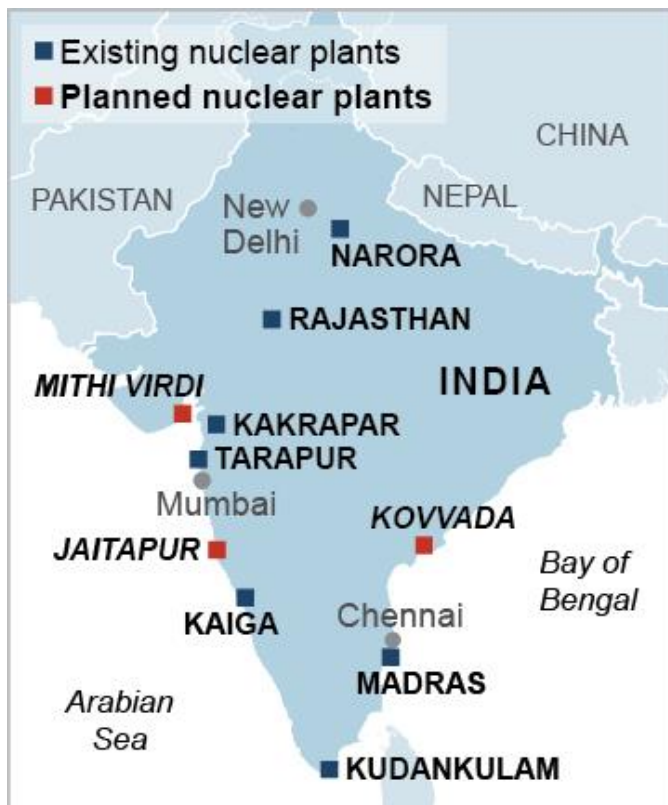 Existing nuclear plants
Planned nuclear plants
CHINA
PAKISTAN
NEPAL
New
Delhi
NARORA
RAJASTHAN
INDIA
MITHI VIRDI
KAKRAPAR
TARAPUR
Mumbai
KOVVADA
JAITAPUR
Bay of
Bengal
KAIGA
Chennai
MADRAS
Arabian
Sea
KUDANKULAM